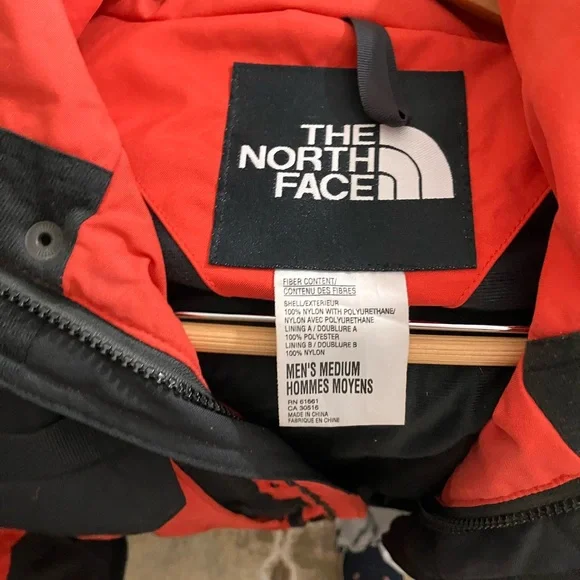 THE
NORTH
FACE
FIBER CONTENT/
CONTENU DES FIBRES
SHELL/EXTERIEUR
100% NYLON WITH POLYURETHANE/
NYLON AVEC POLYURETHANE
LINING A / DOUBLURE A
100% POLYESTER
LINING B / DOUBLURE B
100% NYLON
MEN'S MEDIUM
HOMMES MOYENS
RN 61661
CA 30516
MADE IN CHINA
FABRIQUE EN CHINE